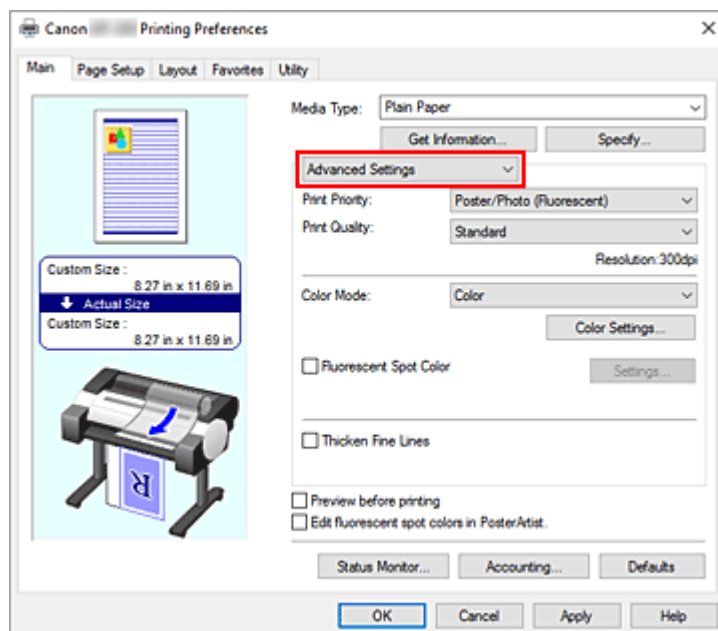 Canon Printing Preferences
Main Page Setup Layout Favorites Utility
Media Type: Plain Paper
Get Information... Specify...
Advanced Settings
Print Priority: Poster/Photo (Fluorescent)
Print Quality: Standard
Resolution:300dpi
Custom Size :
8.27 in x 11.69 in
Actual Size
Custom Size :
8.27 in x 11.69 in
Color Mode: Color
Color Settings...
Fluorescent Spot Color Settings...
Thicken Fine Lines
R
Preview before printing
Edit fluorescent spot colors in PosterArtist.
Status Monitor... Accounting... Defaults
OK Cancel Apply Help